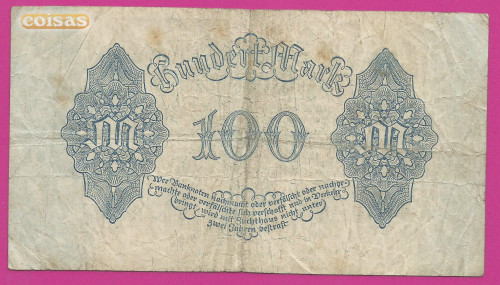 coisas
Hundert Mark
M
100
M
Wer Banknoten nachmacht oder verfälscht oder nachge-
machte oder verfälschte sich verschafft und in Verkehr
bringt, wird mit Zuchthaus nicht unter
zwei Jahren bestraft